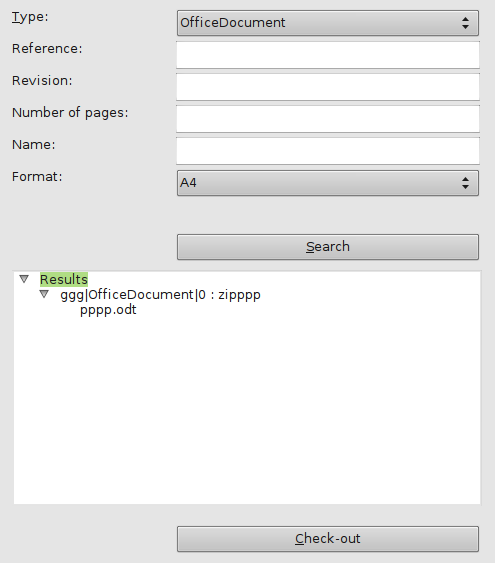 Type: OfficeDocument
Reference:
Revision:
Number of pages:
Name:
Format: A4
Search
Results
ggg|OfficeDocument|0 : zipppp
pppp.odt
Check-out